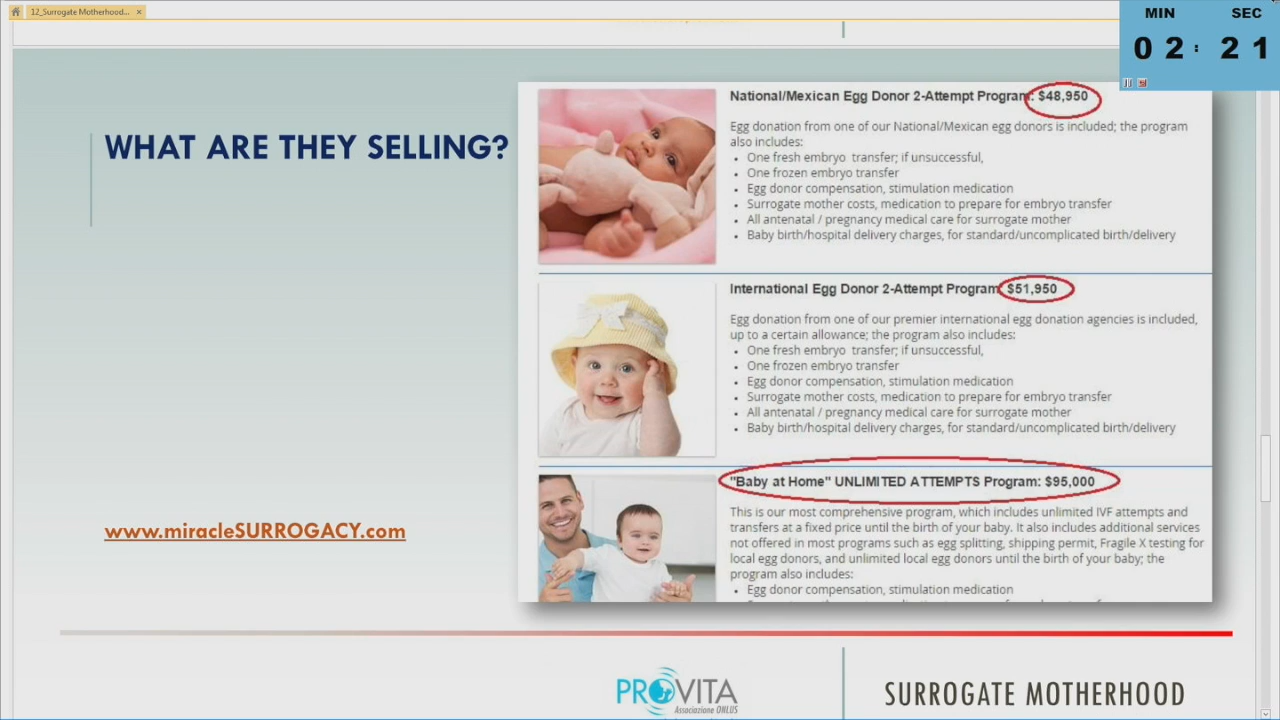 12_Surrogate Motherhood...
MIN SEC
02:21
WHAT ARE THEY SELLING?
National/Mexican Egg Donor 2-Attempt Program: $48,950
Egg donation from one of our National/Mexican egg donors is included; the program
also includes:
• One fresh embryo transfer; if unsuccessful,
• One frozen embryo transfer
• Egg donor compensation, stimulation medication
• Surrogate mother costs, medication to prepare for embryo transfer
• All antenatal / pregnancy medical care for surrogate mother
• Baby birth/hospital delivery charges, for standard/uncomplicated birth/delivery
International Egg Donor 2-Attempt Program $51,950
Egg donation from one of our premier international egg donation agencies is included,
up to a certain allowance; the program also includes:
• One fresh embryo transfer; if unsuccessful,
• One frozen embryo transfer
• Egg donor compensation, stimulation medication
• Surrogate mother costs, medication to prepare for embryo transfer
• All antenatal / pregnancy medical care for surrogate mother
• Baby birth/hospital delivery charges, for standard/uncomplicated birth/delivery
"Baby at Home" UNLIMITED ATTEMPTS Program: $95,000
This is our most comprehensive program, which includes unlimited IVF attempts and
transfers at a fixed price until the birth of your baby. It also includes additional services
not offered in most programs such as egg splitting, shipping permit, Fragile X testing for
local egg donors, and unlimited local egg donors until the birth of your baby; the
program also includes:
• Egg donor compensation, stimulation medication
www.miracleSURROGACY.com
PROVITA
Associazione ONLUS
SURROGATE MOTHERHOOD